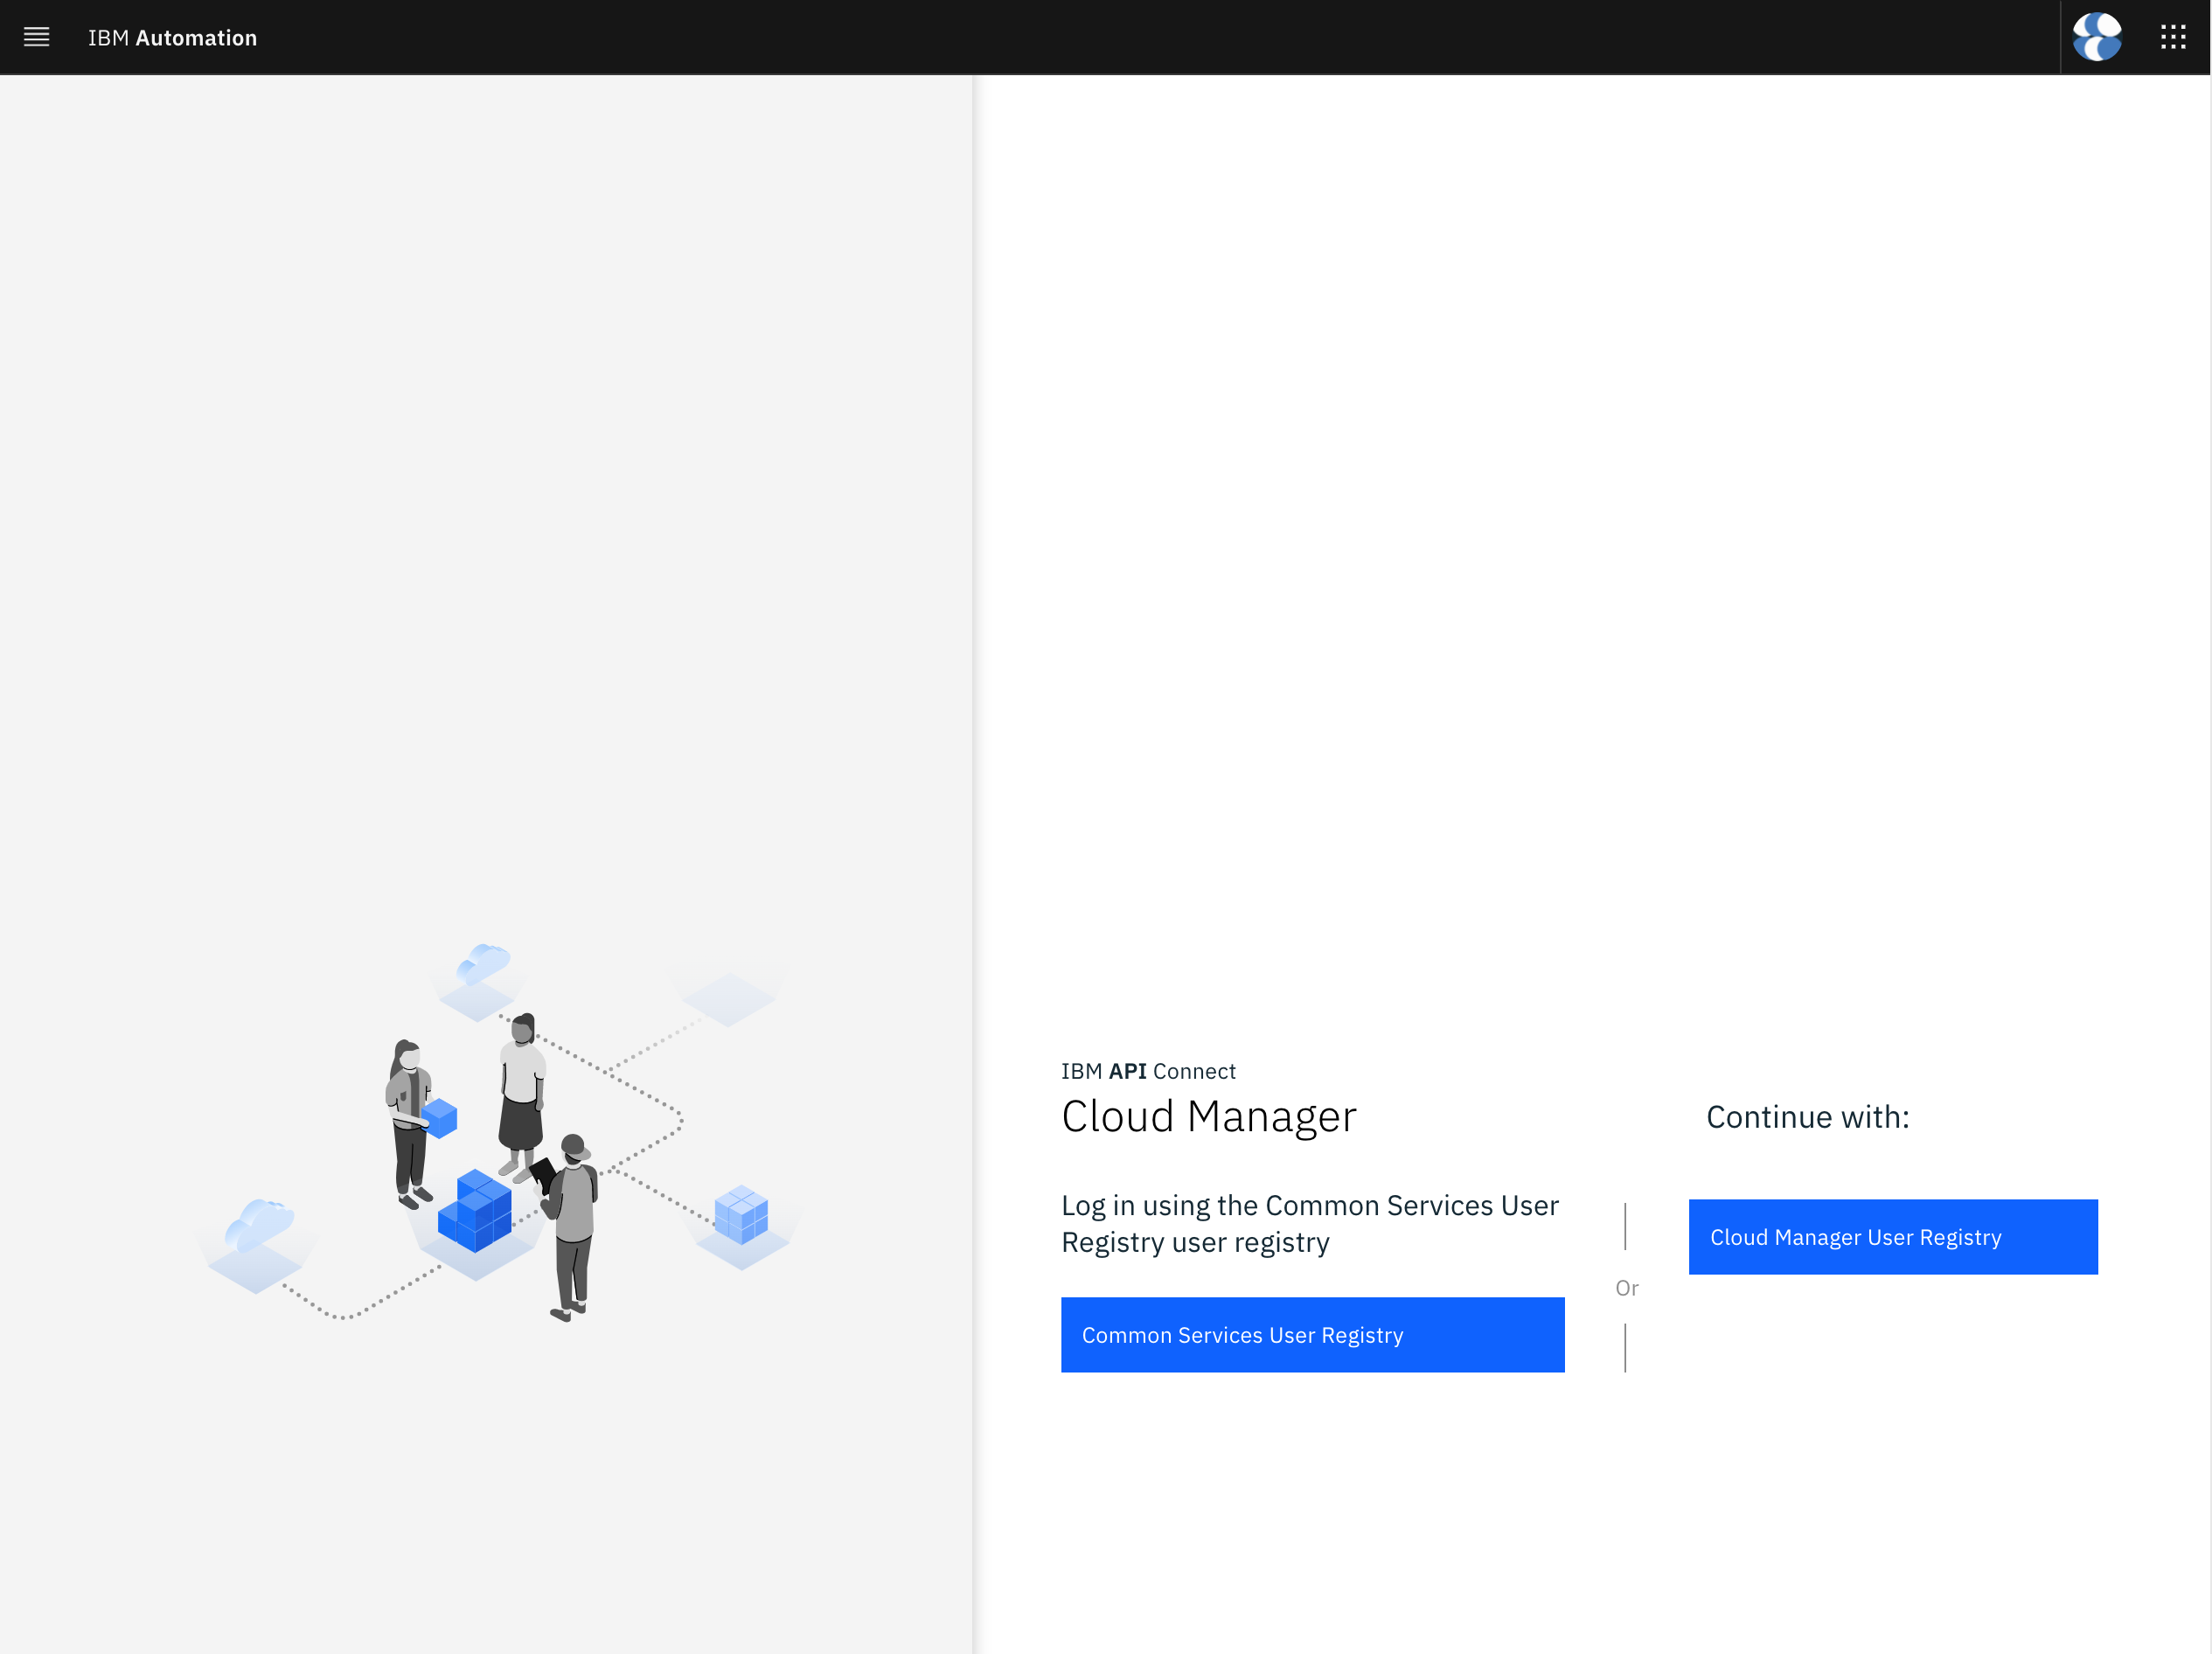 IBM Automation
IBM API Connect
Cloud Manager
Log in using the Common Services User
Registry user registry
Common Services User Registry
Or
Continue with:
Cloud Manager User Registry